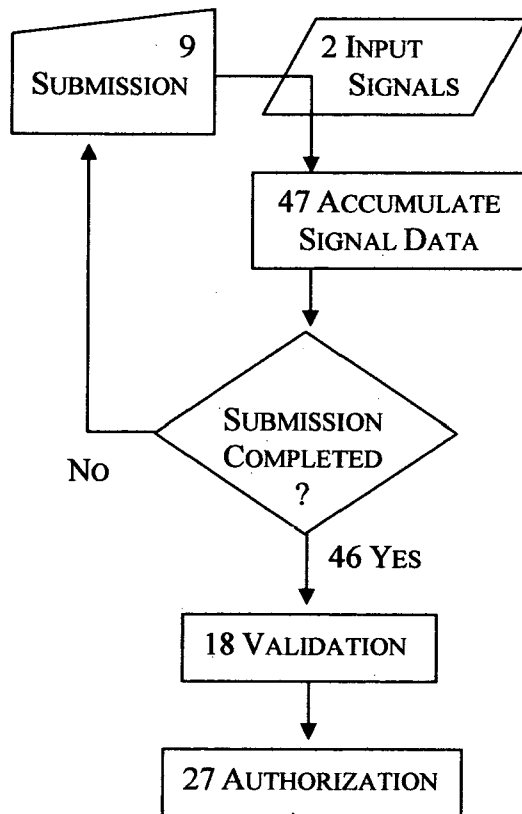 9
SUBMISSION
2 INPUT
SIGNALS
47 ACCUMULATE
SIGNAL DATA
SUBMISSION
COMPLETED
?
NO
46 YES
18 VALIDATION
27 AUTHORIZATION